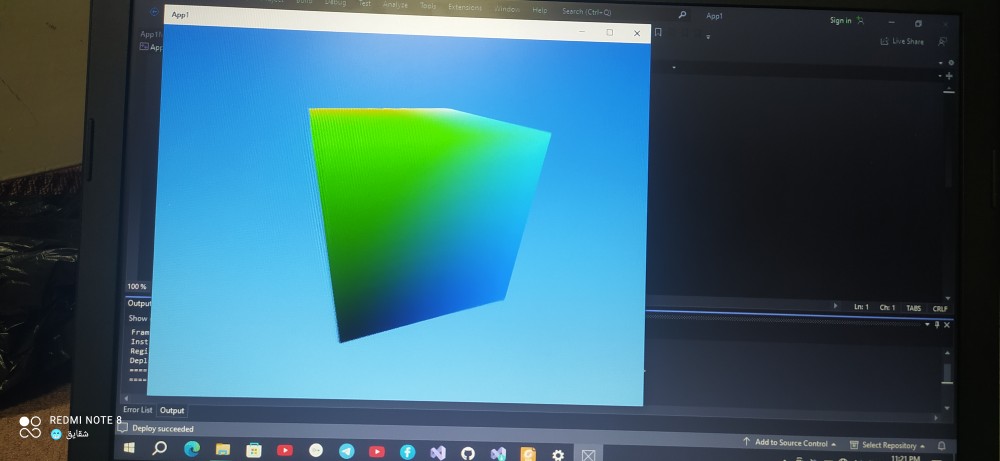 Debug Test Analyze Tools Extensions Window Help Search (Ctrl+Q) App1 Sign in
App1
Live Share
100 %
Ln: 1 Ch: 1 TABS CRLF
Output
Show
Fram
Inst
Regi
Depl
====
====
Error List Output
Deploy succeeded
Add to Source Control Select Repository
11:21 PM
REDMI NOTE 8
شقايق